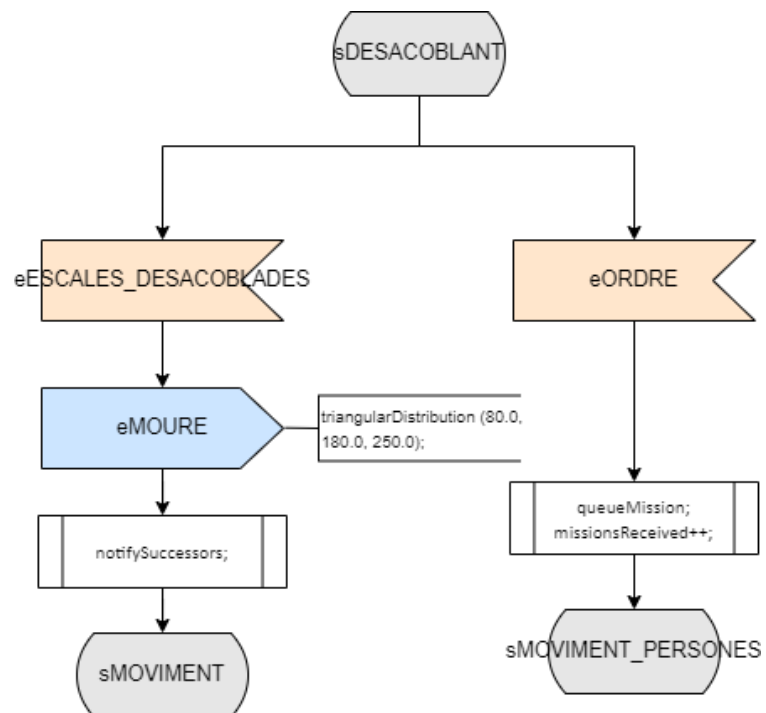 sDESACOBLANT
eESCALES_DESACOBLADES
eORDRE
eMOURE
triangularDistribution (80.0,
180.0, 250.0);
queueMission;
missionsReceived++;
notifySuccessors;
sMOVIMENT
sMOVIMENT_PERSONES